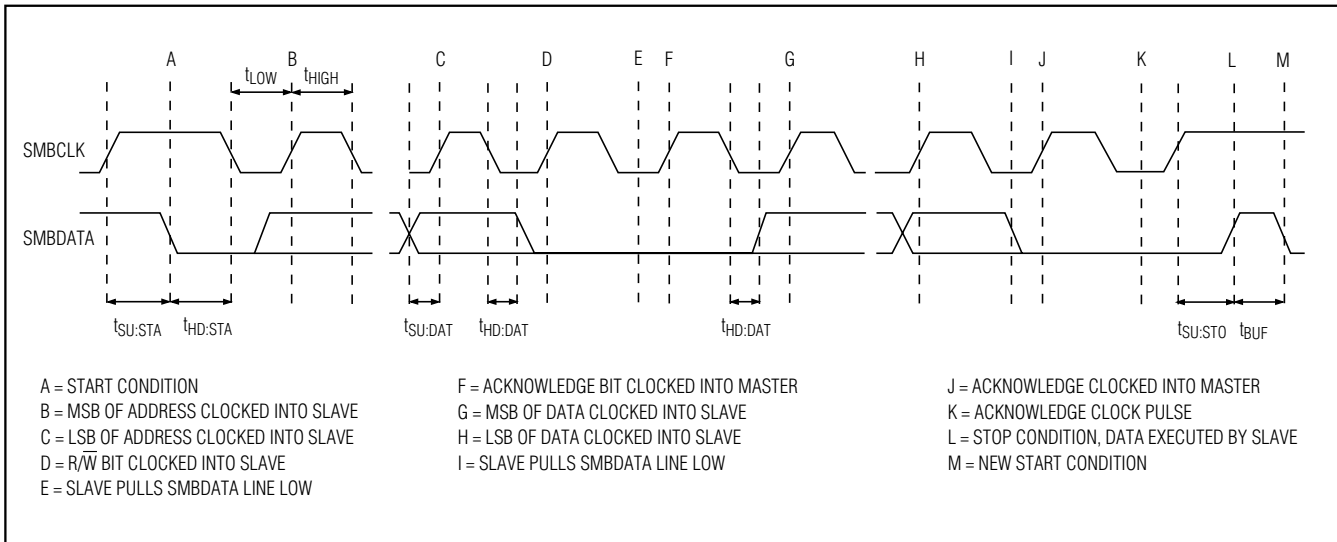 A B C D E F G H I J K L M
tLOW tHIGH
SMBCLK
SMBDATA
tSU:STA tHD:STA tSU:DAT tHD:DAT tHD:DAT tSU:STO tBUF
A = START CONDITION
B = MSB OF ADDRESS CLOCKED INTO SLAVE
C = LSB OF ADDRESS CLOCKED INTO SLAVE
D = R/W̅ BIT CLOCKED INTO SLAVE
E = SLAVE PULLS SMBDATA LINE LOW
F = ACKNOWLEDGE BIT CLOCKED INTO MASTER
G = MSB OF DATA CLOCKED INTO SLAVE
H = LSB OF DATA CLOCKED INTO SLAVE
I = SLAVE PULLS SMBDATA LINE LOW
J = ACKNOWLEDGE CLOCKED INTO MASTER
K = ACKNOWLEDGE CLOCK PULSE
L = STOP CONDITION, DATA EXECUTED BY SLAVE
M = NEW START CONDITION